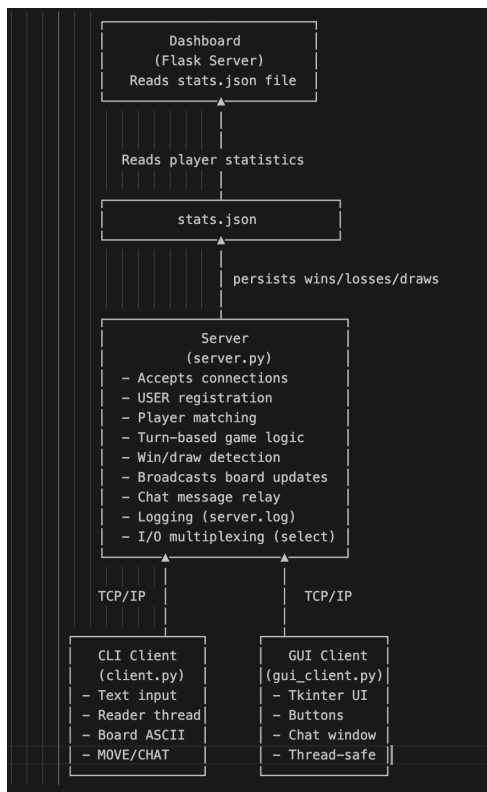 Dashboard
(Flask Server)
Reads stats.json file
Reads player statistics
stats.json
persists wins/losses/draws
Server
(server.py)
- Accepts connections
- USER registration
- Player matching
- Turn-based game logic
- Win/draw detection
- Broadcasts board updates
- Chat message relay
- Logging (server.log)
- I/O multiplexing (select)
TCP/IP
TCP/IP
CLI Client
(client.py)
- Text input
- Reader thread
- Board ASCII
- MOVE/CHAT
GUI Client
(gui_client.py)
- Tkinter UI
- Buttons
- Chat window
- Thread-safe